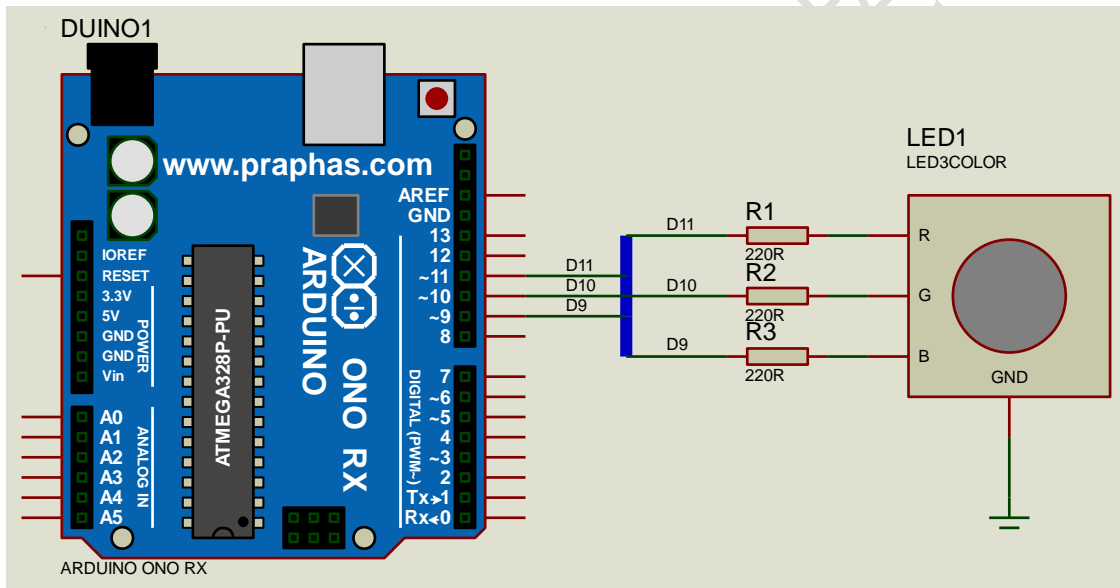 DUINO1
www.praphas.com
AREF
GND
13
12
~11
~10
~9
8
7
~6
~5
4
~3
2
Tx 1
Rx 0
DIGITAL (PWM~)
IOREF
RESET
3.3V
5V
GND
GND
Vin
POWER
A0
A1
A2
A3
A4
A5
ANALOG IN
ATMEGA328P-PU
ARDUINO
ONO RX
ARDUINO ONO RX
D11
D10
D9
D11
D10
D9
R1
220R
R2
220R
R3
220R
LED1
LED3COLOR
R
G
B
GND